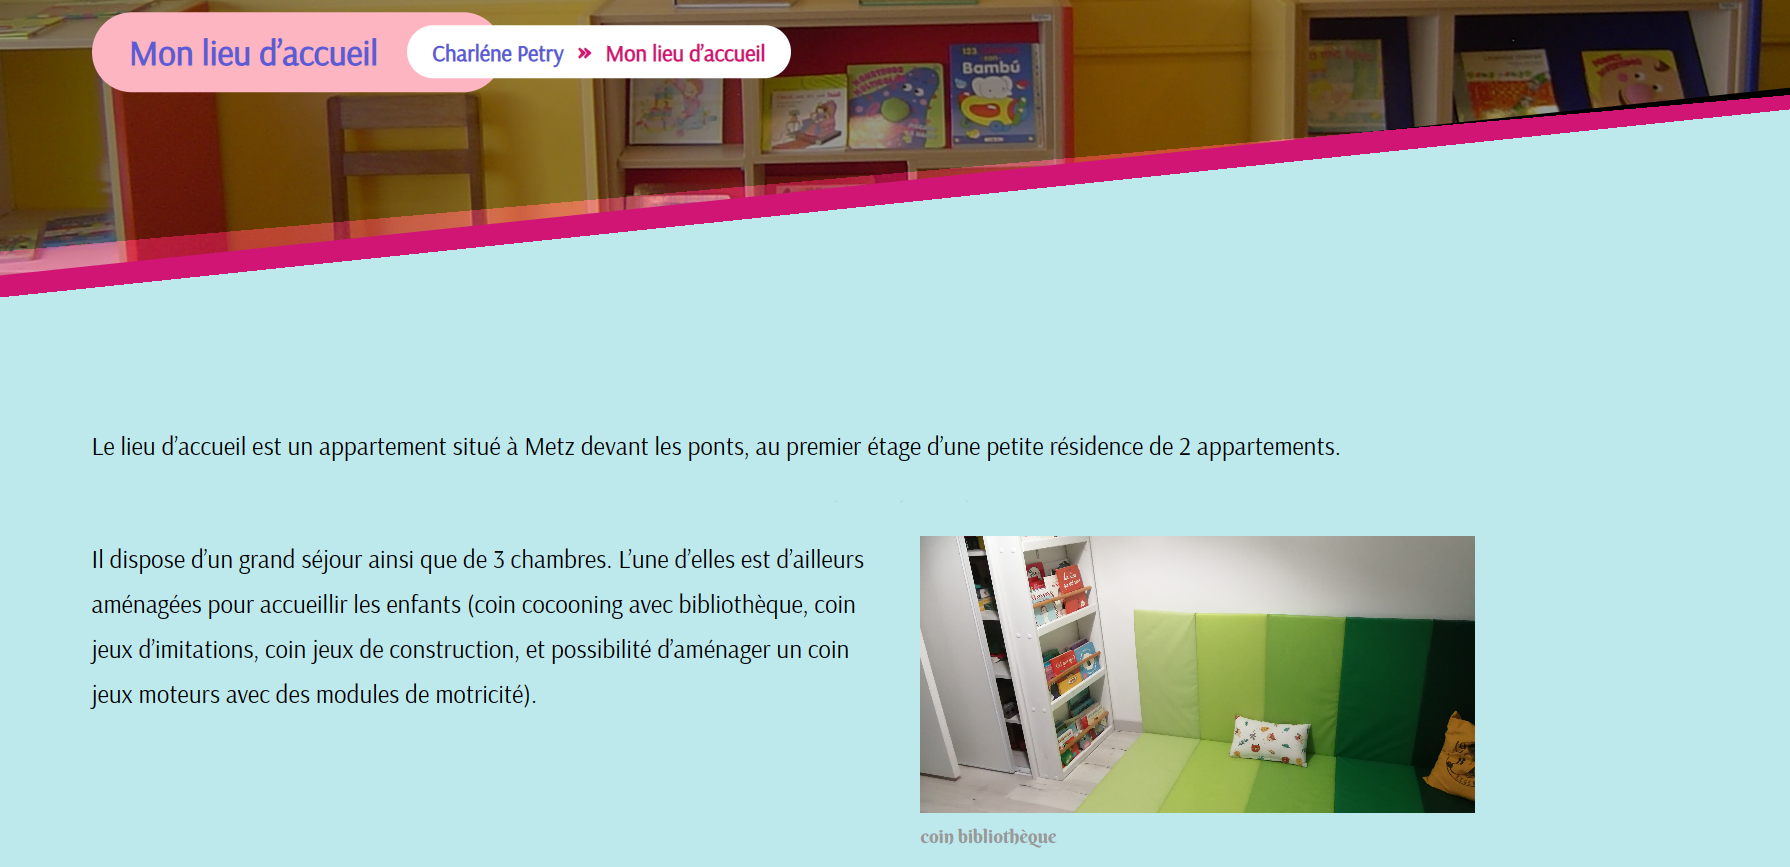 Mon lieu d’accueil
Charléne Petry » Mon lieu d’accueil
123
Bambú
Le lieu d’accueil est un appartement situé à Metz devant les ponts, au premier étage d’une petite résidence de 2 appartements.
Il dispose d’un grand séjour ainsi que de 3 chambres. L’une d’elles est d’ailleurs
aménagées pour accueillir les enfants (coin cocooning avec bibliothèque, coin
jeux d’imitations, coin jeux de construction, et possibilité d’aménager un coin
jeux moteurs avec des modules de motricité).
coin bibliothèque